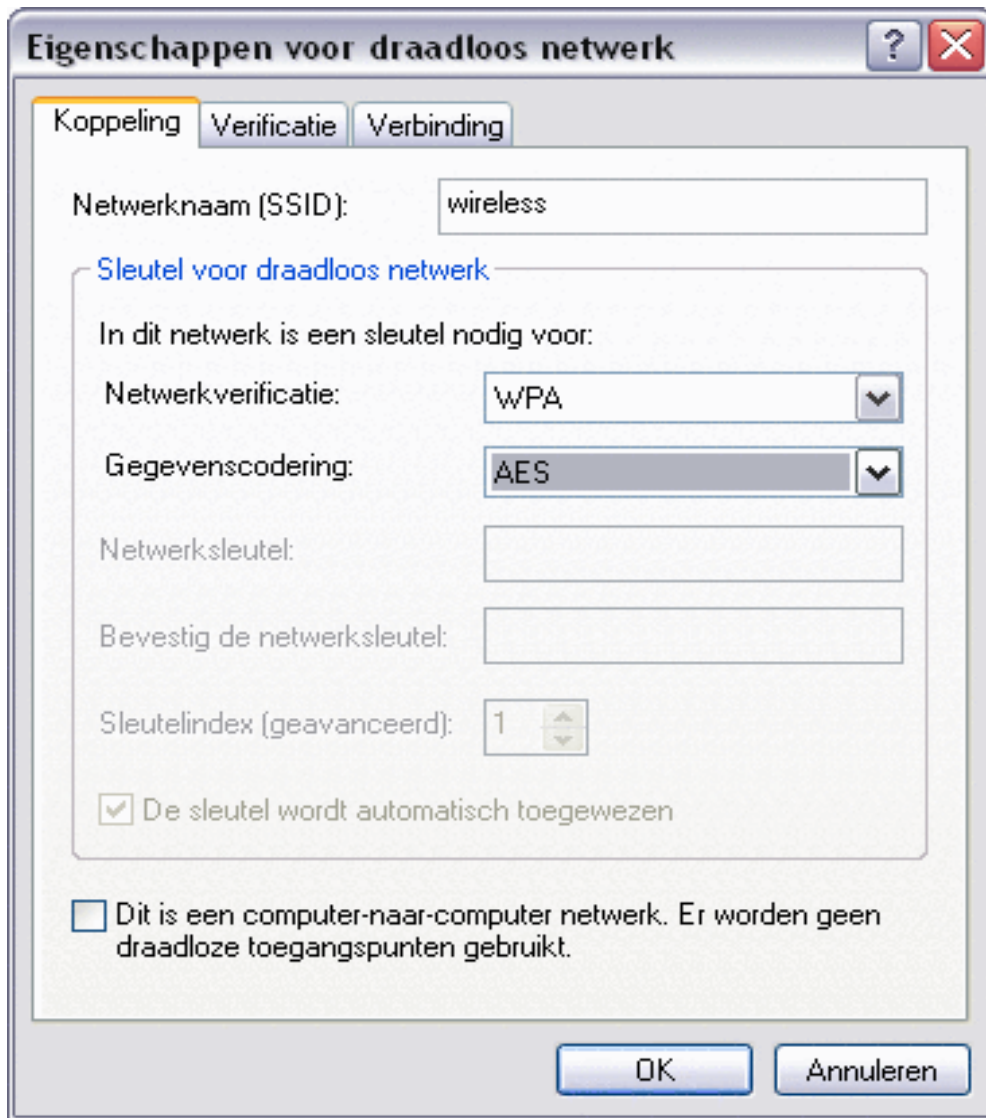 Eigenschappen voor draadloos netwerk
Koppeling Verificatie Verbinding
Netwerknaam (SSID): wireless
Sleutel voor draadloos netwerk
In dit netwerk is een sleutel nodig voor:
Netwerkverificatie: WPA
Gegevenscodering: AES
Netwerksleutel:
Bevestig de netwerksleutel:
Sleutelindex (geavanceerd): 1
De sleutel wordt automatisch toegewezen
Dit is een computer-naar-computer netwerk. Er worden geen
draadloze toegangspunten gebruikt.
OK Annuleren